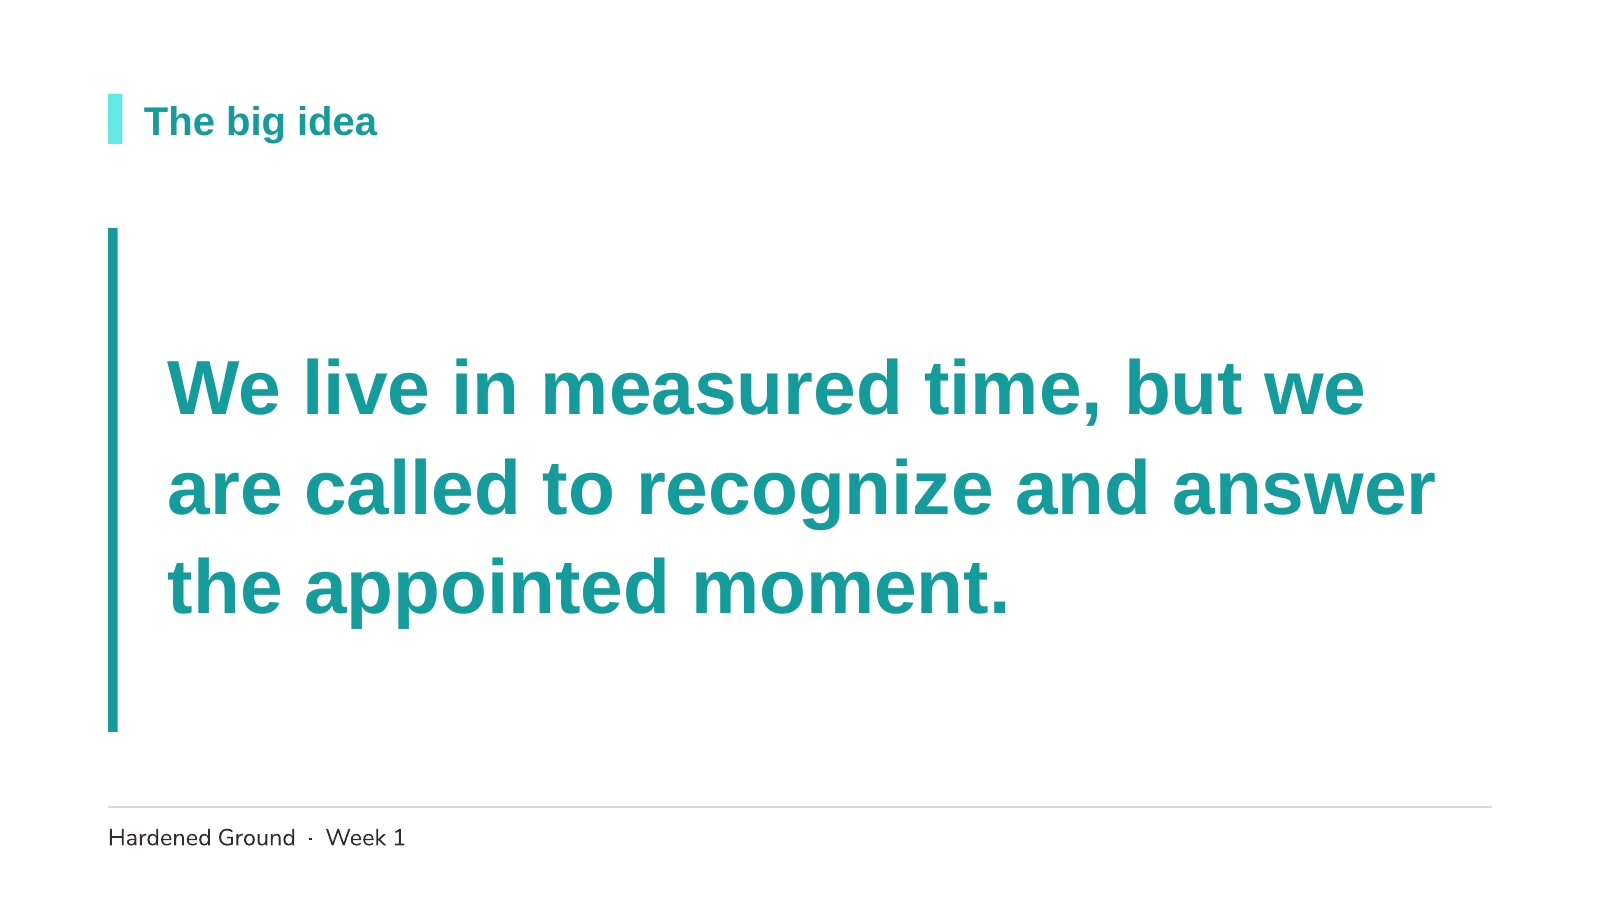 The big idea
We live in measured time, but we
are called to recognize and answer
the appointed moment.
Hardened Ground · Week 1